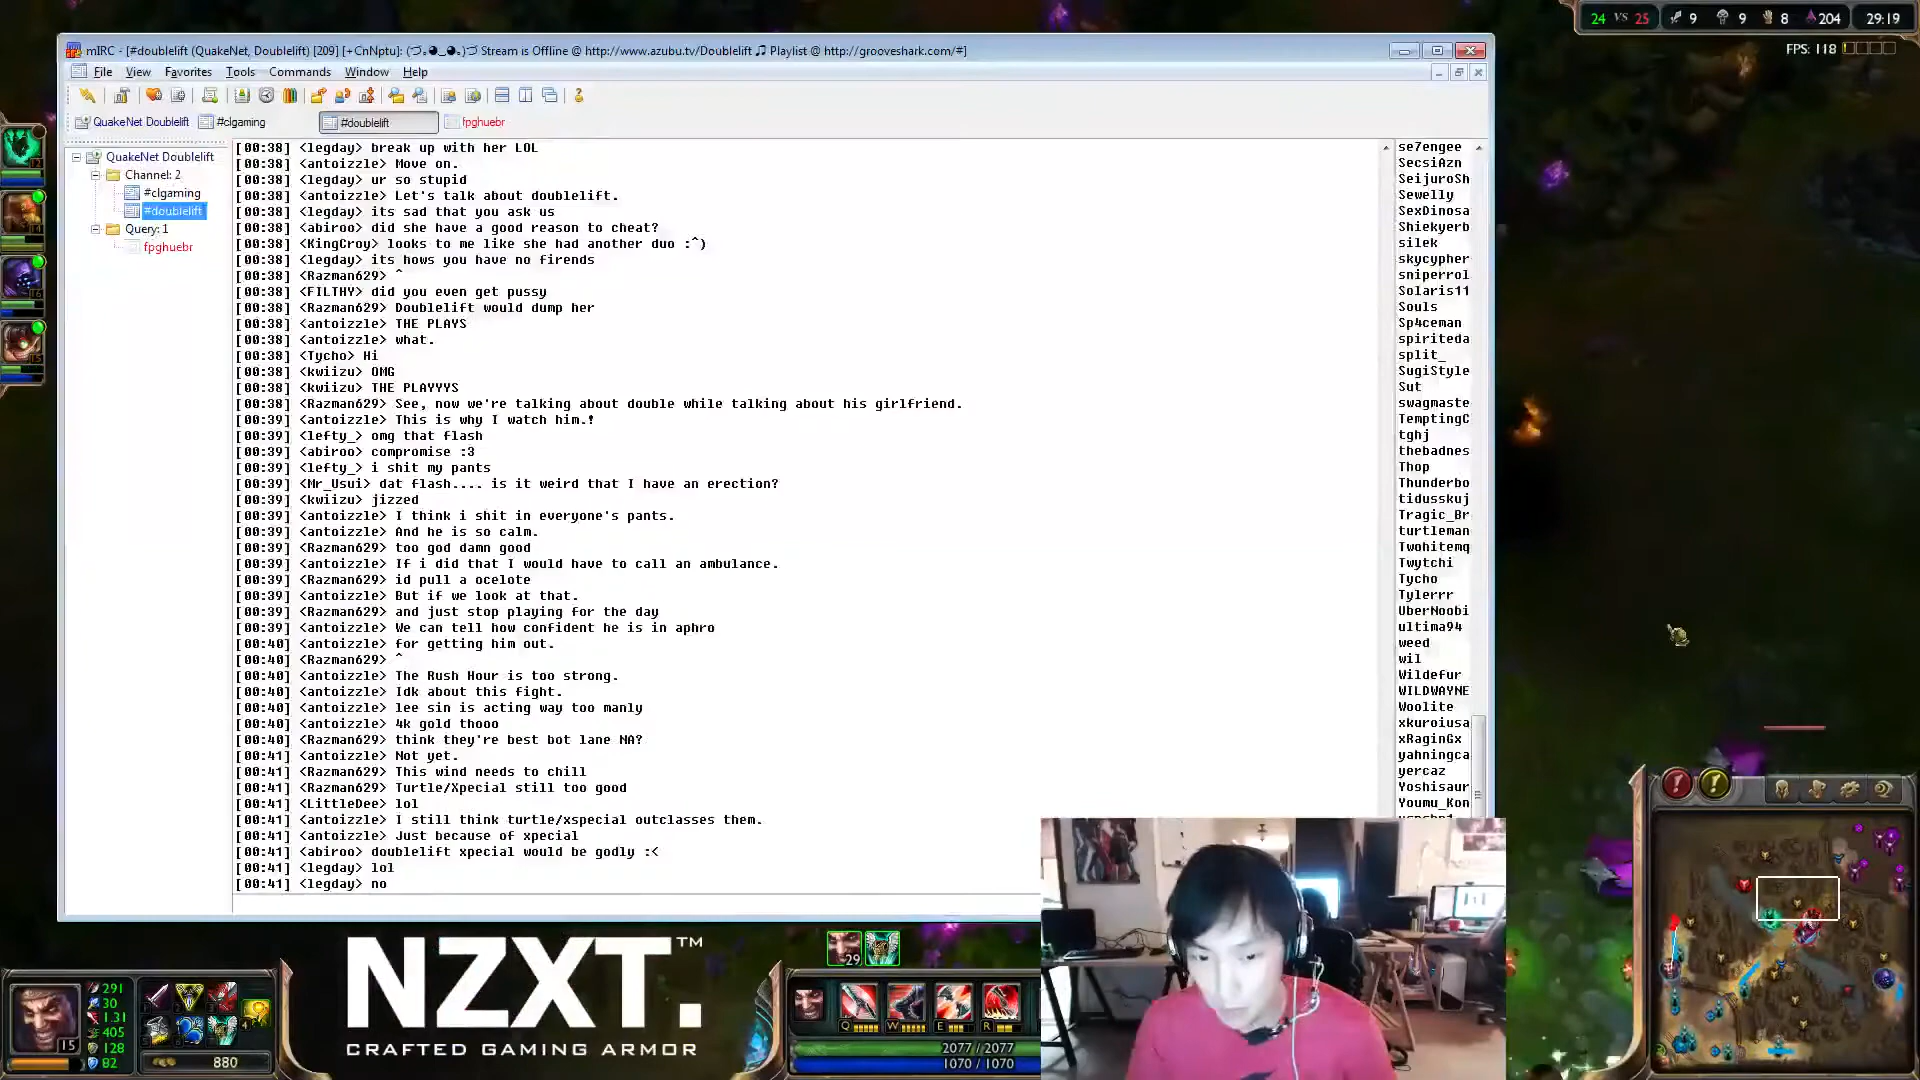 24 VS 25 9 9 8 204 29:19
FPS: 118
mIRC - [#doublelift (QuakeNet, Doublelift) [209] [+CnNptu]: (づ｡◕‿◕｡)づ Stream is Offline @ http://www.azubu.tv/Doublelift ♫ Playlist @ http://grooveshark.com/#]
File View Favorites Tools Commands Window Help
QuakeNet Doublelift #clgaming #doublelift fpghuebr
QuakeNet Doublelift
Channel: 2
#clgaming
#doublelift
Query: 1
fpghuebr
[00:38] <legday> break up with her LOL
[00:38] <antoizzle> Move on.
[00:38] <legday> ur so stupid
[00:38] <antoizzle> Let's talk about doublelift.
[00:38] <legday> its sad that you ask us
[00:38] <abiroo> did she have a good reason to cheat?
[00:38] <KingCroy> looks to me like she had another duo :^)
[00:38] <legday> its hows you have no firends
[00:38] <Razman629> ^
[00:38] <FILTHY> did you even get pussy
[00:38] <Razman629> Doublelift would dump her
[00:38] <antoizzle> THE PLAYS
[00:38] <antoizzle> what.
[00:38] <Tycho> Hi
[00:38] <kwiizu> OMG
[00:38] <kwiizu> THE PLAYYYS
[00:38] <Razman629> See, now we're talking about double while talking about his girlfriend.
[00:39] <antoizzle> This is why I watch him.!
[00:39] <lefty_> omg that flash
[00:39] <abiroo> compromise :3
[00:39] <lefty_> i shit my pants
[00:39] <Mr_Usui> dat flash.... is it weird that I have an erection?
[00:39] <kwiizu> jizzed
[00:39] <antoizzle> I think i shit in everyone's pants.
[00:39] <antoizzle> And he is so calm.
[00:39] <Razman629> too god damn good
[00:39] <antoizzle> If i did that I would have to call an ambulance.
[00:39] <Razman629> id pull a ocelote
[00:39] <antoizzle> But if we look at that.
[00:39] <Razman629> and just stop playing for the day
[00:39] <antoizzle> We can tell how confident he is in aphro
[00:40] <antoizzle> for getting him out.
[00:40] <Razman629> ^
[00:40] <antoizzle> The Rush Hour is too strong.
[00:40] <antoizzle> Idk about this fight.
[00:40] <antoizzle> lee sin is acting way too manly
[00:40] <antoizzle> 4k gold thooo
[00:40] <Razman629> think they're best bot lane NA?
[00:41] <antoizzle> Not yet.
[00:41] <Razman629> This wind needs to chill
[00:41] <Razman629> Turtle/Xpecial still too good
[00:41] <LittleDee> lol
[00:41] <antoizzle> I still think turtle/xspecial outclasses them.
[00:41] <antoizzle> Just because of xpecial
[00:41] <abiroo> doublelift xpecial would be godly :<
[00:41] <legday> lol
[00:41] <legday> no
se7engee
SecsiAzn
SeijuroSh
Sewelly
SexDinosa
Shiekyerb
silek
skycypher
sniperrol
Solaris11
Souls
Sp4ceman
spiriteda
split_
SugiStyle
Sut
swagmaste
TemptingC
tghj
thebadnes
Thop
Thunderbo
tidusskuj
Tragic_Br
turtleman
Twohitemq
Twytchi
Tycho
Tylerrr
UberNoobi
ultima94
weed
wil
Wildefur
WILDWAYNE
Woolite
xkuroiusa
xRaginGx
yahningca
yercaz
Yoshisaur
Youmu_Kon
NZXT.™
CRAFTED GAMING ARMOR
29
15
291
30
1.31
405
128
82
4
880
Q W E R
2077 / 2077
1070 / 1070